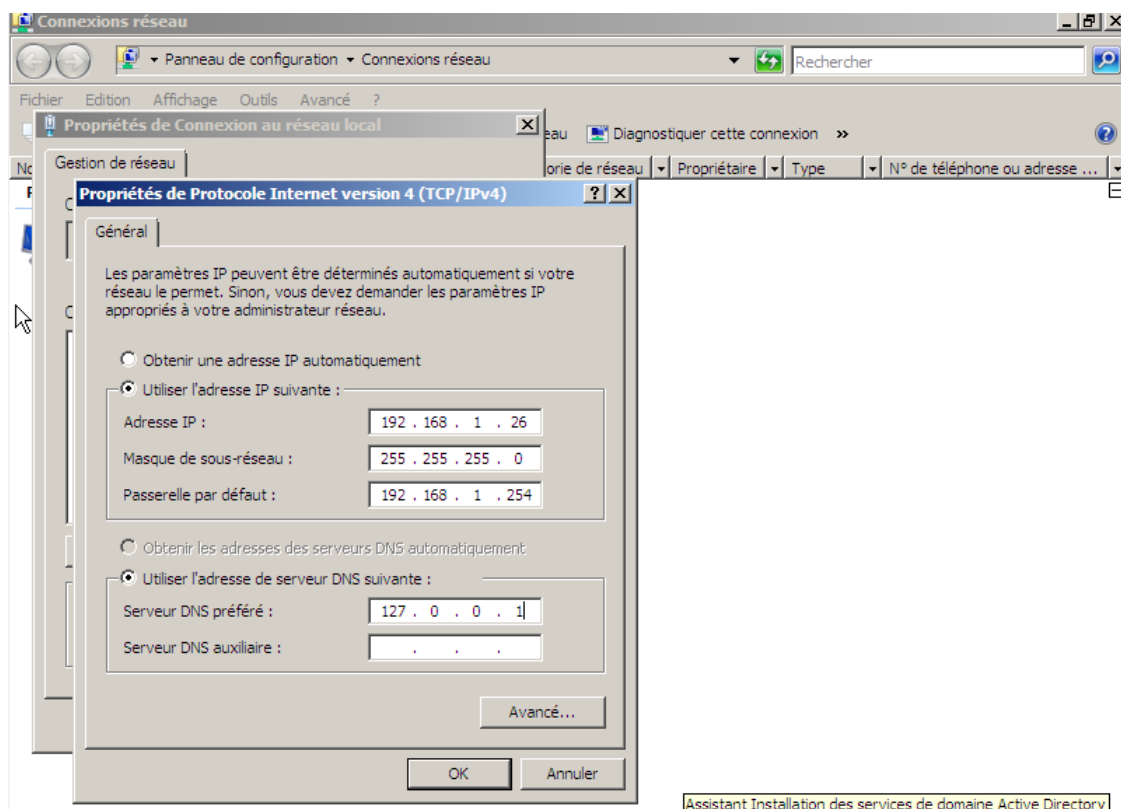 Connexions réseau
Panneau de configuration Connexions réseau
Rechercher
Fichier Edition Affichage Outils Avancé ?
Propriétés de Connexion au réseau local
eau Diagnostiquer cette connexion »
Gestion de réseau
orie de réseau Propriétaire Type N° de téléphone ou adresse ...
Propriétés de Protocole Internet version 4 (TCP/IPv4)
Général
Les paramètres IP peuvent être déterminés automatiquement si votre
réseau le permet. Sinon, vous devez demander les paramètres IP
appropriés à votre administrateur réseau.
Obtenir une adresse IP automatiquement
Utiliser l'adresse IP suivante :
Adresse IP : 192 . 168 . 1 . 26
Masque de sous-réseau : 255 . 255 . 255 . 0
Passerelle par défaut : 192 . 168 . 1 . 254
Obtenir les adresses des serveurs DNS automatiquement
Utiliser l'adresse de serveur DNS suivante :
Serveur DNS préféré : 127 . 0 . 0 . 1
Serveur DNS auxiliaire : . . .
Avancé...
OK Annuler
Assistant Installation des services de domaine Active Directory